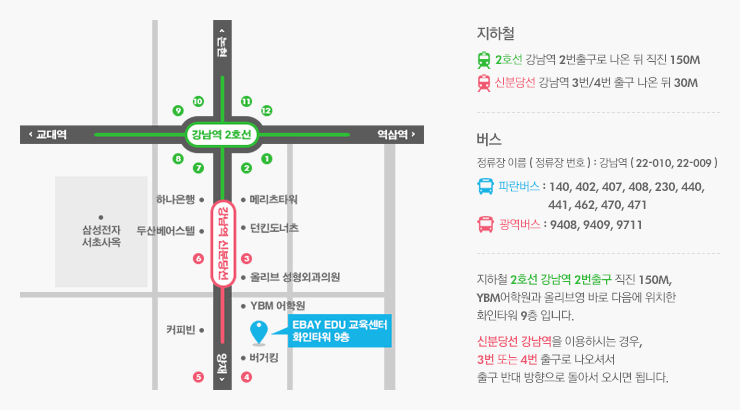 논현
9
10
11
12
교대역
강남역 2호선
역삼역
8
7
2
1
하나은행
메리츠타워
삼성전자
서초사옥
두산베어스텔
던킨도너츠
강남역 신분당선
6
3
올리브 성형외과의원
YBM 어학원
커피빈
EBAY EDU 교육센터
화인타워 9층
버거킹
양재
5
4
지하철
2호선 강남역 2번출구로 나온 뒤 직진 150M
신분당선 강남역 3번/4번 출구 나온 뒤 30M
버스
정류장 이름 ( 정류장 번호 ) : 강남역 ( 22-010, 22-009 )
파란버스 : 140, 402, 407, 408, 230, 440,
441, 462, 470, 471
광역버스 : 9408, 9409, 9711
지하철 2호선 강남역 2번출구 직진 150M,
YBM어학원과 올리브영 바로 다음에 위치한
화인타워 9층 입니다.
신분당선 강남역을 이용하시는 경우,
3번 또는 4번 출구로 나오셔서
출구 반대 방향으로 돌아서 오시면 됩니다.